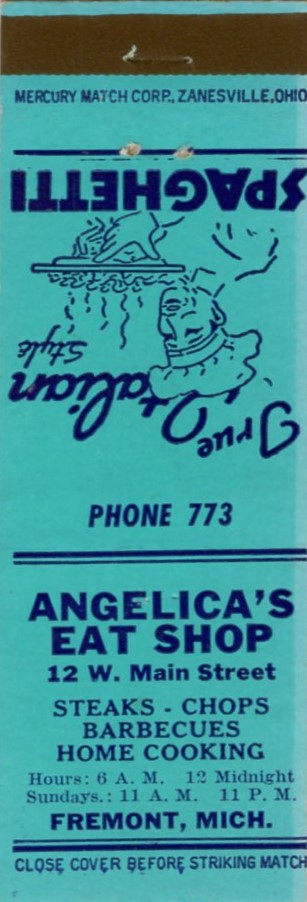 MERCURY MATCH CORP., ZANESVILLE, OHIO
True Italian
Style
SPAGHETTI
PHONE 773
ANGELICA'S
EAT SHOP
12 W. Main Street
STEAKS - CHOPS
BARBECUES
HOME COOKING
Hours: 6 A. M. 12 Midnight
Sundays.: 11 A. M. 11 P. M.
FREMONT, MICH.
CLOSE COVER BEFORE STRIKING MATCH